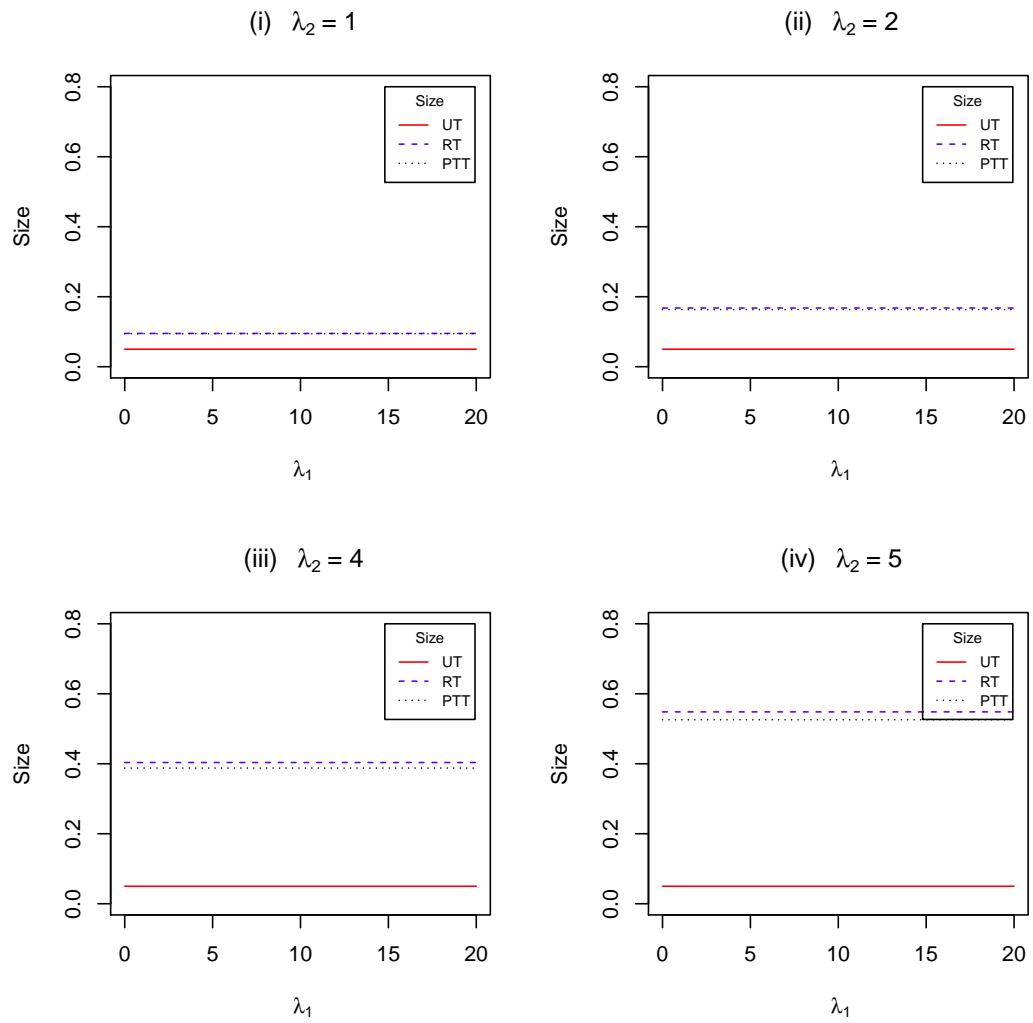 (i) λ₂ = 1
Size
UT
RT
PTT
0.0 0.2 0.4 0.6 0.8
Size
0 5 10 15 20
λ₁
(ii) λ₂ = 2
Size
UT
RT
PTT
0.0 0.2 0.4 0.6 0.8
Size
0 5 10 15 20
λ₁
(iii) λ₂ = 4
Size
UT
RT
PTT
0.0 0.2 0.4 0.6 0.8
Size
0 5 10 15 20
λ₁
(iv) λ₂ = 5
Size
UT
RT
PTT
0.0 0.2 0.4 0.6 0.8
Size
0 5 10 15 20
λ₁